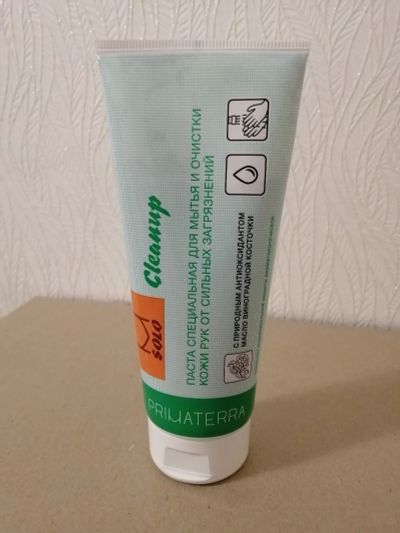 M
SOLO
Cleanup
ПАСТА СПЕЦИАЛЬНАЯ ДЛЯ МЫТЬЯ И ОЧИСТКИ
КОЖИ РУК ОТ СИЛЬНЫХ ЗАГРЯЗНЕНИЙ
С ПРИРОДНЫМ АНТИОКСИДАНТОМ
МАСЛО ВИНОГРАДНОЙ КОСТОЧКИ
PRIMATERRA